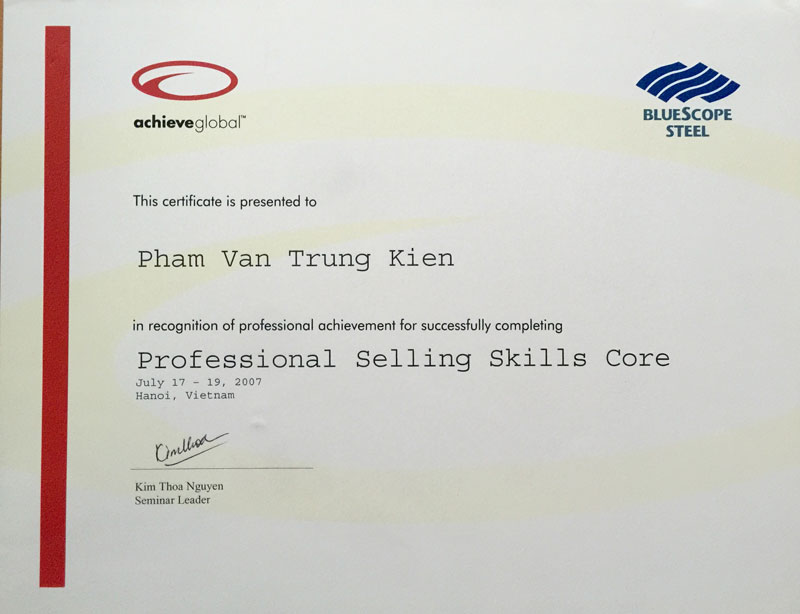 achieveglobal™
BLUESCOPE
STEEL
This certificate is presented to
Pham Van Trung Kien
in recognition of professional achievement for successfully completing
Professional Selling Skills Core
July 17 - 19, 2007
Hanoi, Vietnam
Kim Thoa Nguyen
Seminar Leader